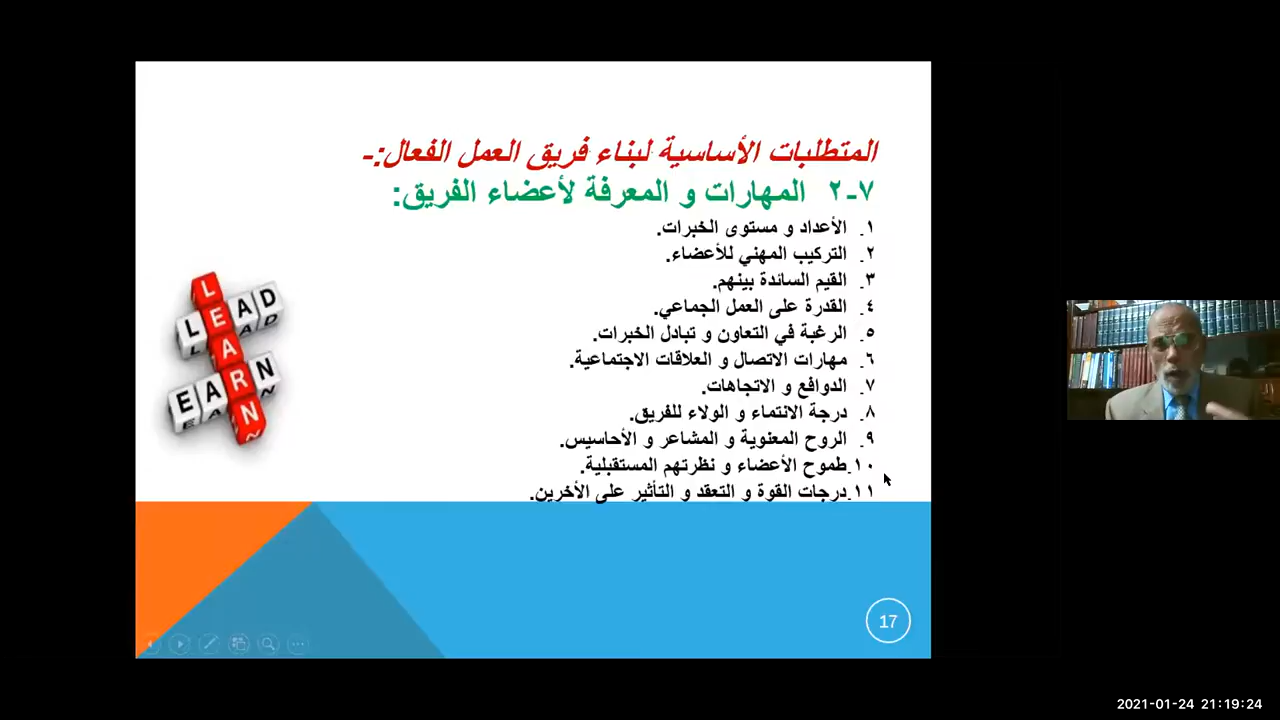 المتطلبات الأساسية لبناء فريق العمل الفعال:-
٧-٢ المهارات و المعرفة لأعضاء الفريق:
١. الأعداد و مستوى الخبرات.
٢. التركيب المهني للأعضاء.
٣. القيم السائدة بينهم.
٤. القدرة على العمل الجماعي.
٥. الرغبة في التعاون و تبادل الخبرات.
٦. مهارات الاتصال و العلاقات الاجتماعية.
٧. الدوافع و الاتجاهات.
٨. درجة الانتماء و الولاء للفريق.
٩. الروح المعنوية و المشاعر و الأحاسيس.
١٠. طموح الأعضاء و نظرتهم المستقبلية.
١١. درجات القوة و التعقد و التأثير على الأخرين.
LEARN
LEAD
EARN
17
2021-01-24 21:19:24